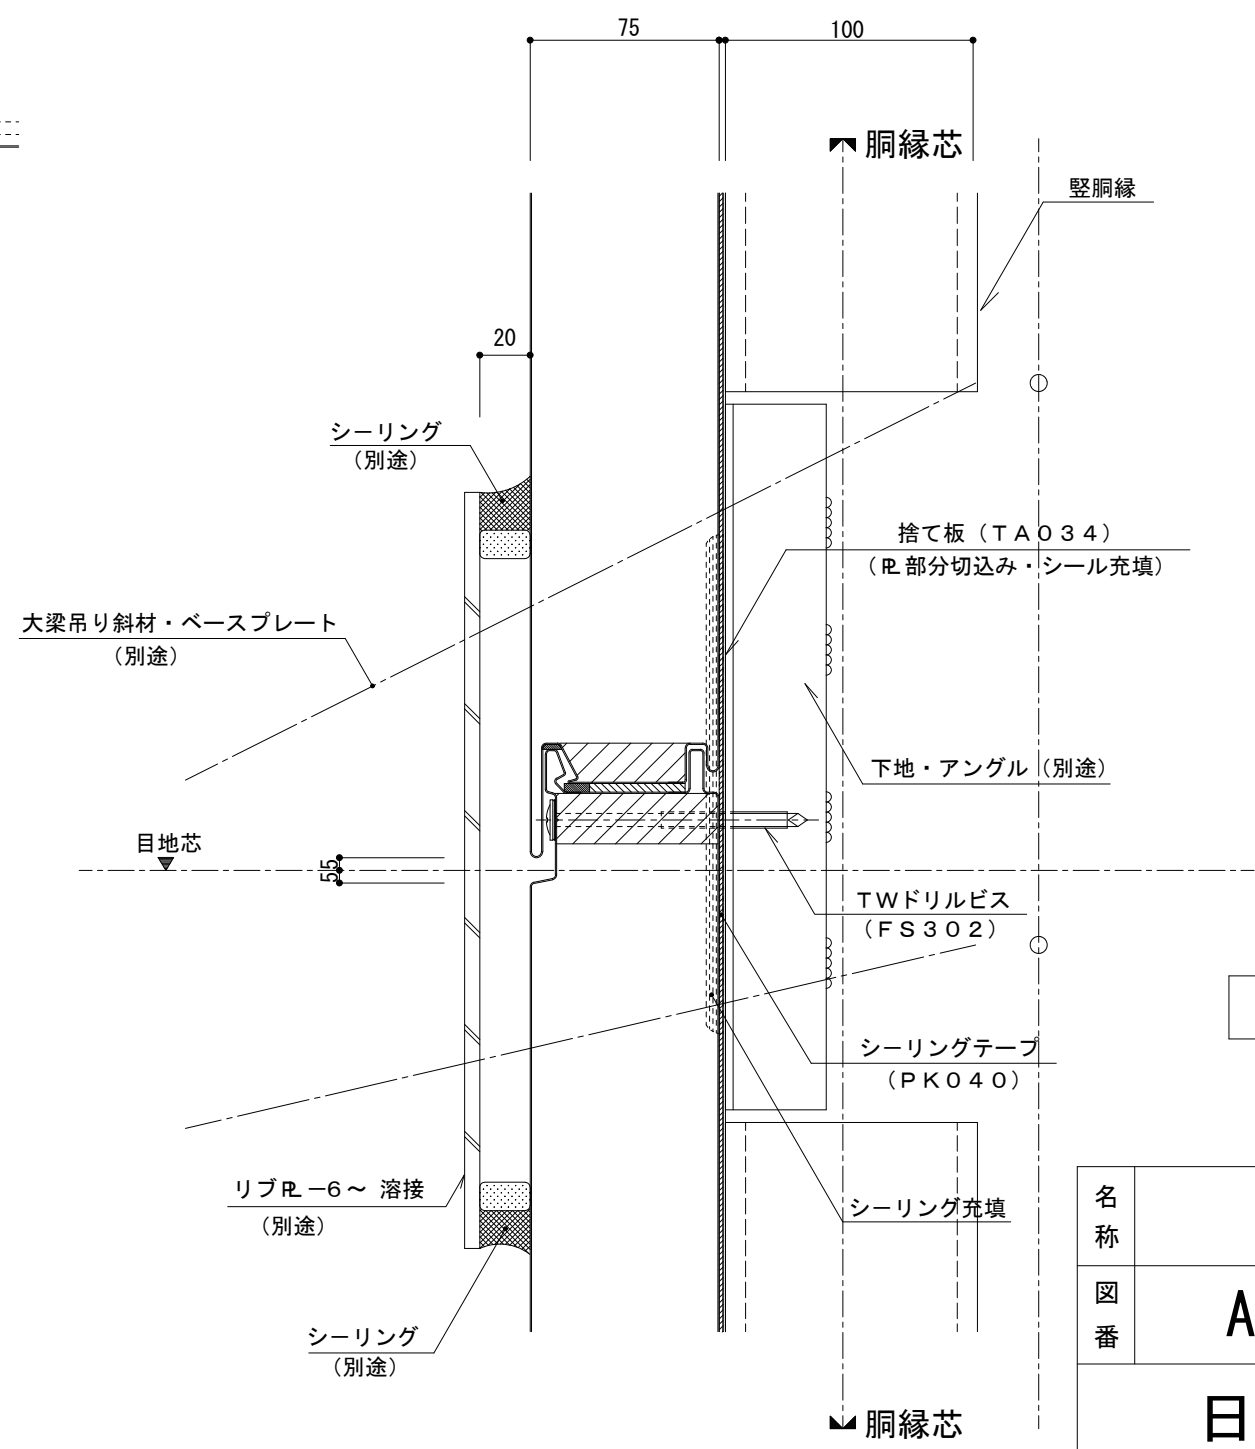 75
100
胴縁芯
竪胴縁
20
シーリング
(別途)
捨て板(TA034)
(PL部分切込み・シール充填)
大梁吊り斜材・ベースプレート
(別途)
下地・アングル(別途)
目地芯
5
5
TWドリルビス
(FS302)
シーリングテープ
(PK040)
リブPL-6~ 溶接
(別途)
シーリング充填
名称
図番
A
シーリング
(別途)
胴縁芯
日